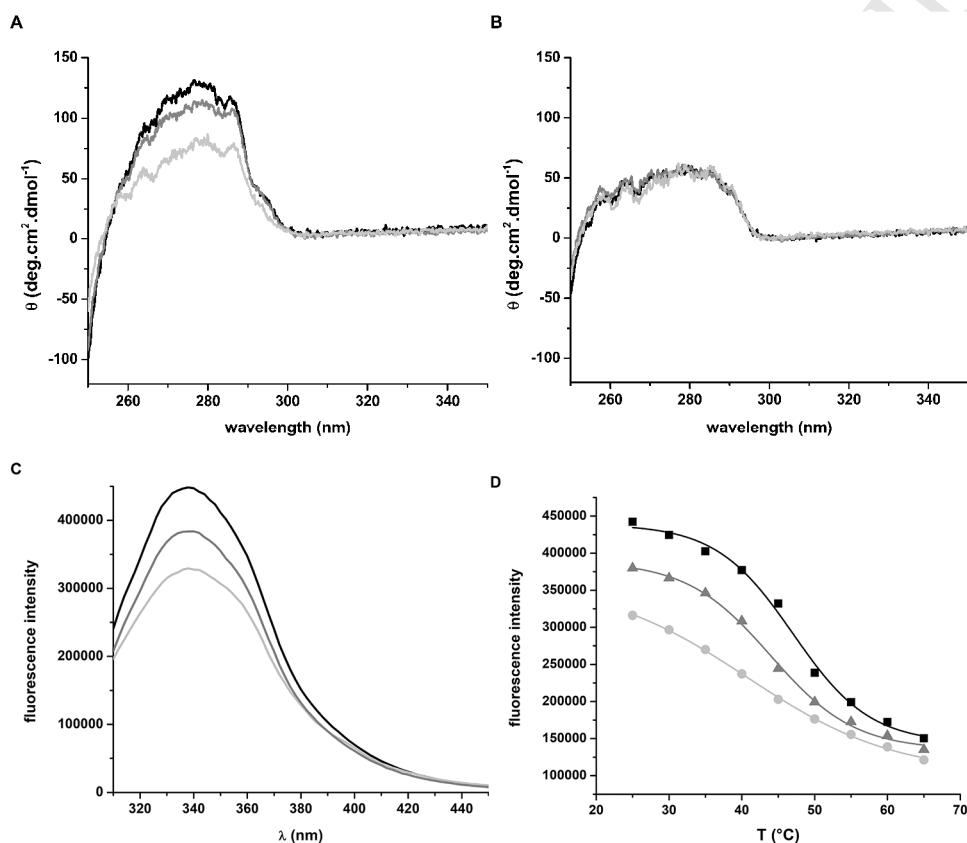 A
150
100
50
0
-50
-100
θ (deg.cm².dmol⁻¹)
260 280 300 320 340
wavelength (nm)
B
150
100
50
0
-50
-100
θ (deg.cm².dmol⁻¹)
260 280 300 320 340
wavelength (nm)
C
400000
300000
200000
100000
0
fluorescence intensity
320 340 360 380 400 420 440
λ (nm)
D
450000
400000
350000
300000
250000
200000
150000
100000
fluorescence intensity
20 30 40 50 60 70
T (°C)